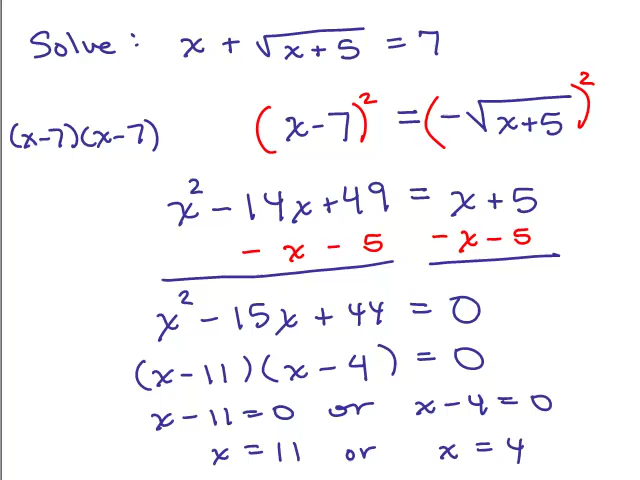 Solve: x + √(x+5) = 7
(x-7)(x-7) (x-7)² = (-√(x+5))²
x² - 14x + 49 = x + 5
- x - 5 - x - 5
x² - 15x + 44 = 0
(x-11)(x-4) = 0
x-11=0 or x-4=0
x = 11 or x = 4